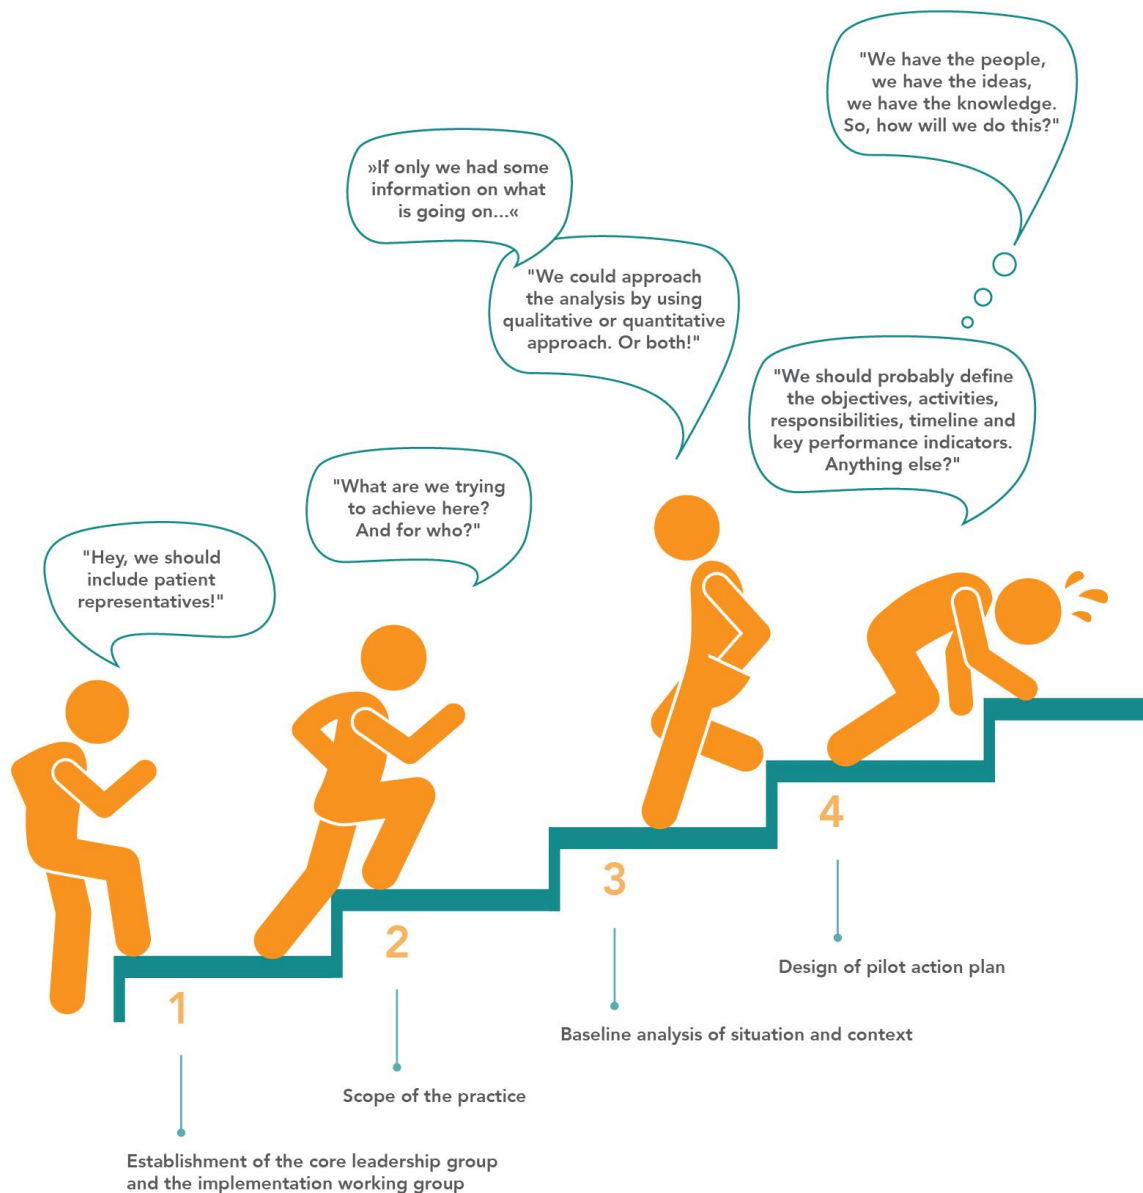 "We have the people,
we have the ideas,
we have the knowledge.
So, how will we do this?"
»If only we had some
information on what
is going on...«
"We could approach
the analysis by using
qualitative or quantitative
approach. Or both!"
"We should probably define
the objectives, activities,
responsibilities, timeline and
key performance indicators.
Anything else?"
"What are we trying
to achieve here?
And for who?"
"Hey, we should
include patient
representatives!"
1
Establishment of the core leadership group
and the implementation working group
2
Scope of the practice
3
Baseline analysis of situation and context
4
Design of pilot action plan